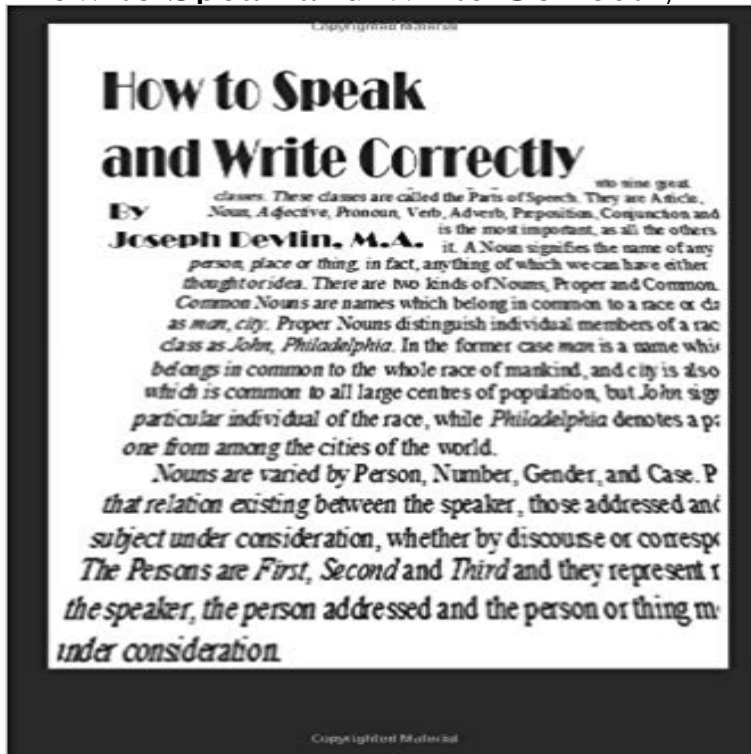 Copyrighted Material
How to Speak
and Write Correctly
into nine great
classes. These classes are called the Parts of Speech. They are Article,
By
Noun, Adjective, Pronoun, Verb, Adverb, Preposition, Conjunction and
is the most important, as all the others
Joseph Devlin, M.A.
it. A Noun signifies the name of any
person, place or thing, in fact, anything of which we can have either
thought or idea. There are two kinds of Nouns, Proper and Common.
Common Nouns are names which belong in common to a race or cla
as man, city. Proper Nouns distinguish individual members of a rac
class as John, Philadelphia. In the former case man is a name whi
belongs in common to the whole race of mankind, and city is also
which is common to all large centres of population, but John sign
particular individual of the race, while Philadelphia denotes a pa
one from among the cities of the world.
Nouns are varied by Person, Number, Gender, and Case. P
that relation existing between the speaker, those addressed and
subject under consideration, whether by discourse or correspo
The Persons are First, Second and Third and they represent r
the speaker, the person addressed and the person or thing m
under consideration.
Copyrighted Material